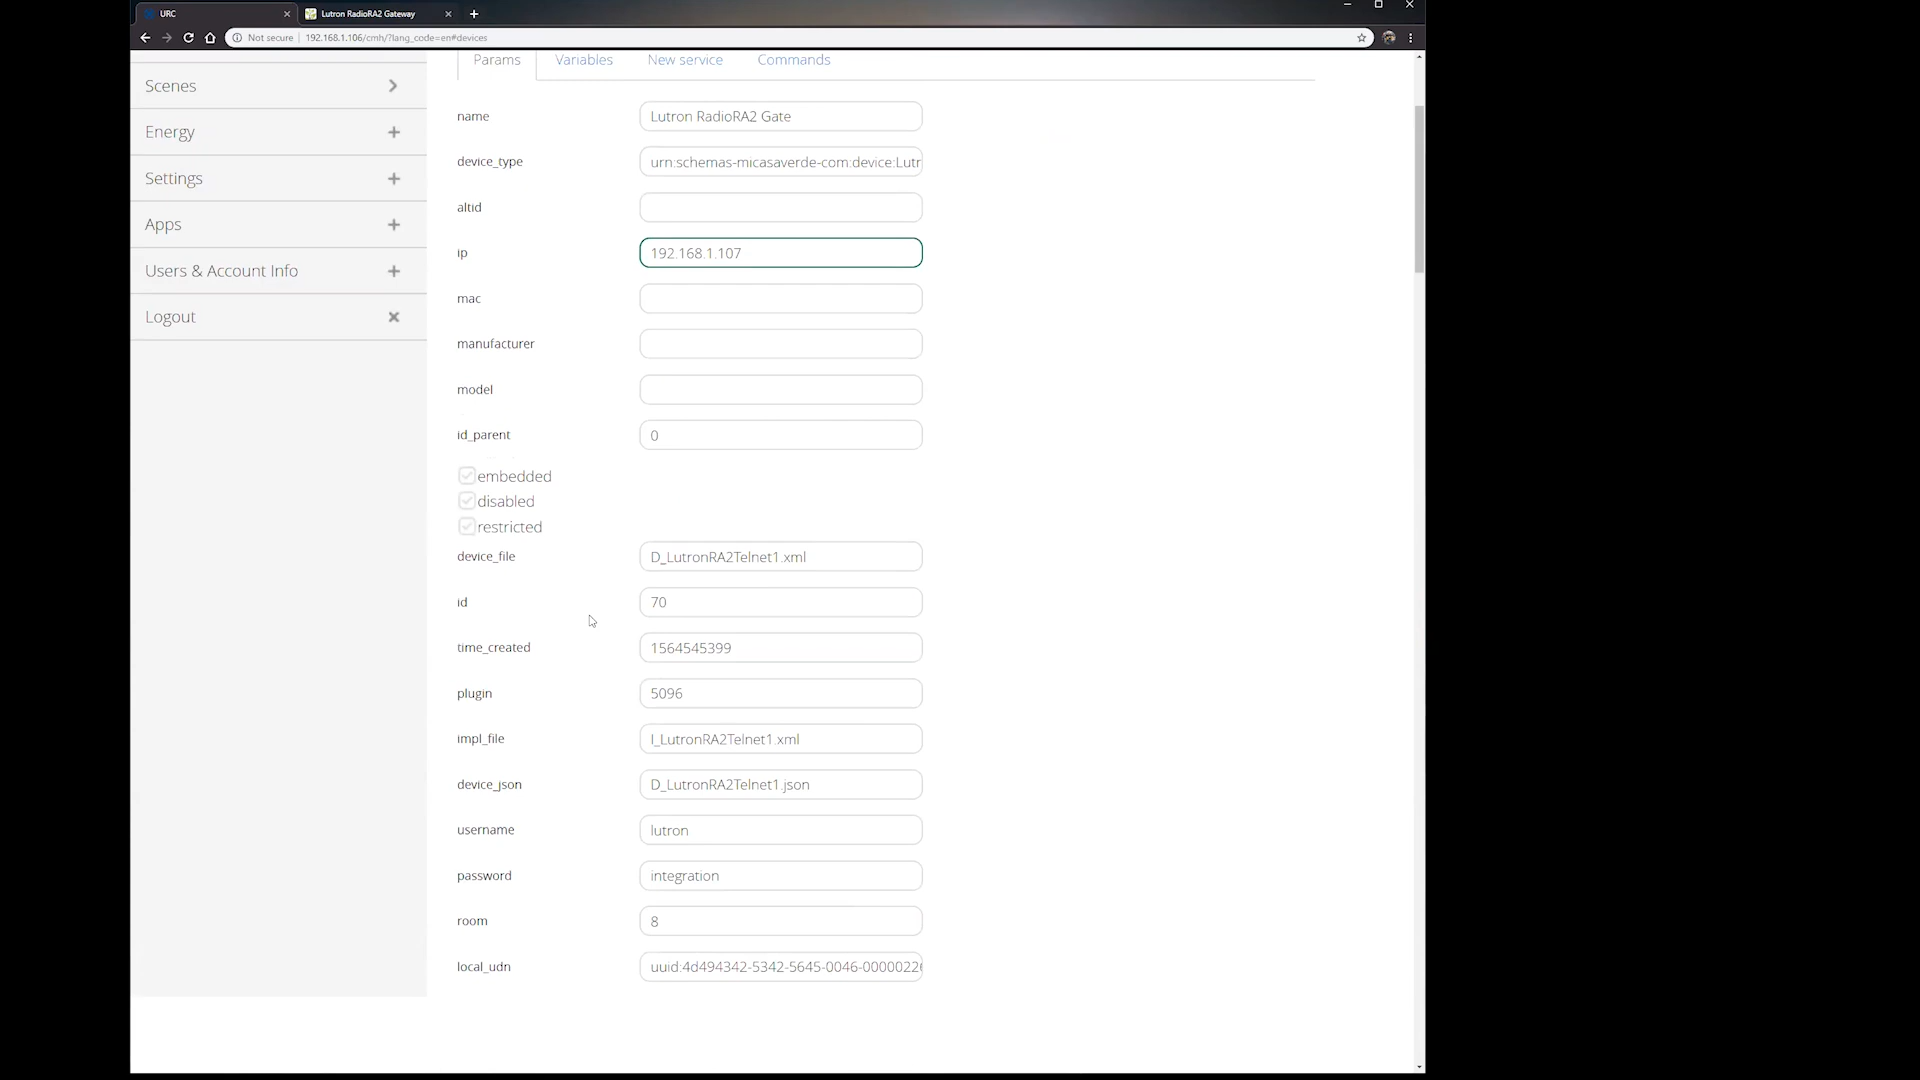 URC
Lutron RadioRA2 Gateway
Not secure
192.168.1.106/cmh/?lang_code=en#devices
Params
Variables
New service
Commands
Scenes
Energy
Settings
Apps
Users & Account Info
Logout
name
Lutron RadioRA2 Gate
device_type
urn:schemas-micasaverde-com:device:Lutr
altid
ip
192.168.1.107
mac
manufacturer
model
id_parent
0
embedded
disabled
restricted
device_file
D_LutronRA2Telnet1.xml
id
70
time_created
1564545399
plugin
5096
impl_file
I_LutronRA2Telnet1.xml
device_json
D_LutronRA2Telnet1.json
username
lutron
password
integration
room
8
local_udn
uuid:4d494342-5342-5645-0046-00000226